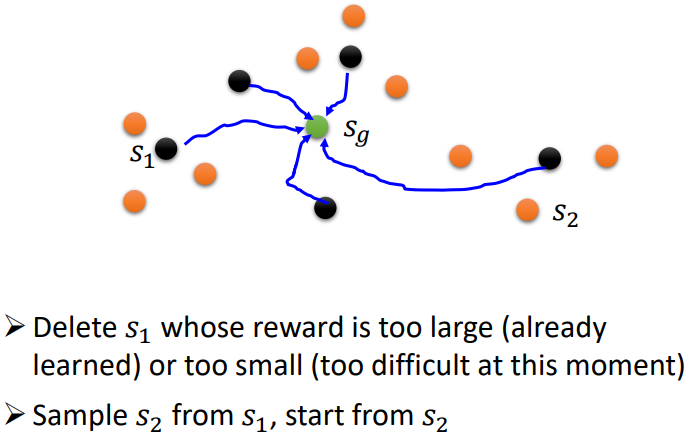 s_g
s_1
s_2
➢ Delete s_1 whose reward is too large (already
learned) or too small (too difficult at this moment)
➢ Sample s_2 from s_1, start from s_2